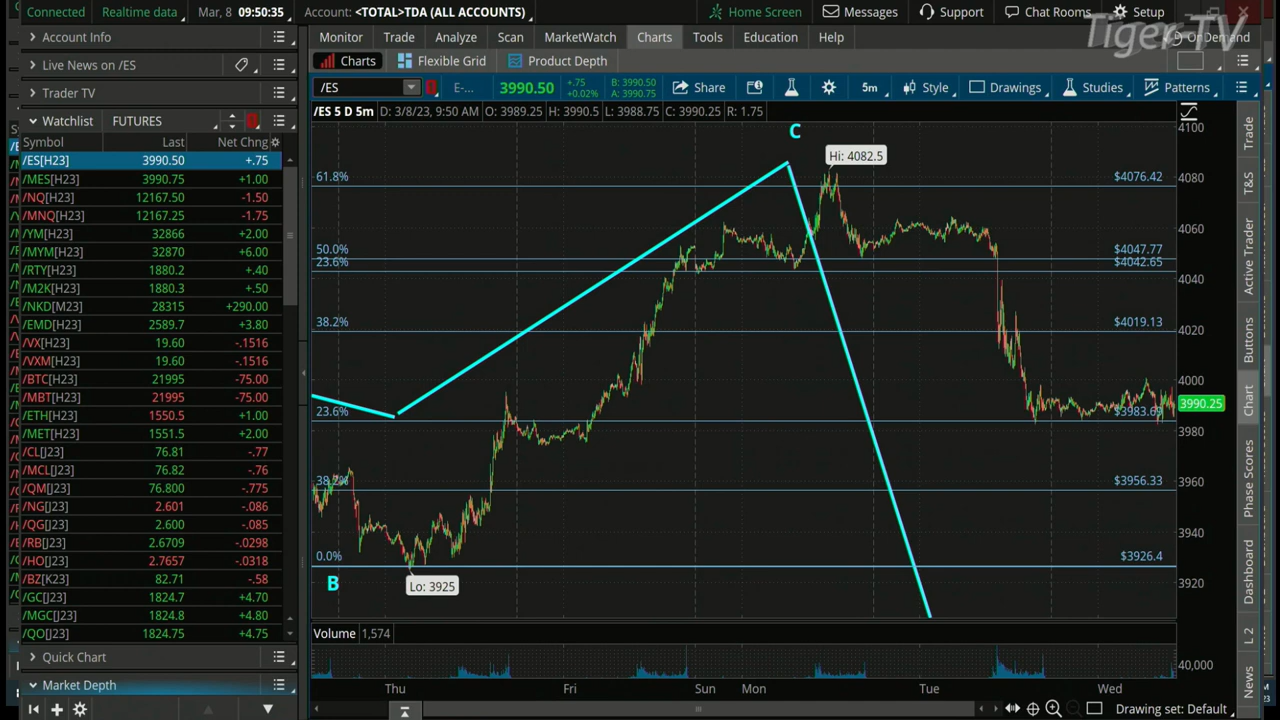 Connected Realtime data Mar, 8 09:50:35 Account: <TOTAL>TDA (ALL ACCOUNTS) Home Screen Messages Support Chat Rooms Setup
TigerTV
OnDemand
Account Info
Monitor Trade Analyze Scan MarketWatch Charts Tools Education Help
Live News on /ES
Charts Flexible Grid Product Depth
Trader TV
/ES E-... 3990.50 +.75 +0.02% B: 3990.50 A: 3990.75 Share 5m Style Drawings Studies Patterns
Watchlist FUTURES
/ES 5 D 5m D: 3/8/23, 9:50 AM O: 3989.25 H: 3990.5 L: 3988.75 C: 3990.25 R: 1.75
Symbol Last Net Chng
/ES[H23] 3990.50 +.75
/MES[H23] 3990.75 +1.00
/NQ[H23] 12167.50 -1.50
/MNQ[H23] 12167.25 -1.75
/YM[H23] 32866 +2.00
/MYM[H23] 32870 +6.00
/RTY[H23] 1880.2 +.40
/M2K[H23] 1880.3 +.50
/NKD[M23] 28315 +290.00
/EMD[H23] 2589.7 +3.80
/VX[H23] 19.60 -.1516
/VXM[H23] 19.60 -.1516
/BTC[H23] 21995 -75.00
/MBT[H23] 21995 -75.00
/ETH[H23] 1550.5 +1.00
/MET[H23] 1551.5 +2.00
/CL[J23] 76.81 -.77
/MCL[J23] 76.82 -.76
/QM[J23] 76.800 -.775
/NG[J23] 2.601 -.086
/QG[J23] 2.600 -.085
/RB[J23] 2.6709 -.0298
/HO[J23] 2.7657 -.0318
/BZ[K23] 82.71 -.58
/GC[J23] 1824.7 +4.70
/MGC[J23] 1824.8 +4.80
/QO[J23] 1824.75 +4.75
Quick Chart
Market Depth
C
Hi: 4082.5
61.8% $4076.42
50.0% $4047.77
23.6% $4042.65
38.2% $4019.13
23.6% $3983.69
38.2% $3956.33
0.0% $3926.4
B
Lo: 3925
4100
4080
4060
4040
4020
4000
3990.25
3980
3960
3940
3920
Volume 1,574
40,000
Thu Fri Sun Mon Tue Wed
Drawing set: Default
Trade
T&S
Active Trader
Buttons
Chart
Phase Scores
Dashboard
L 2
News